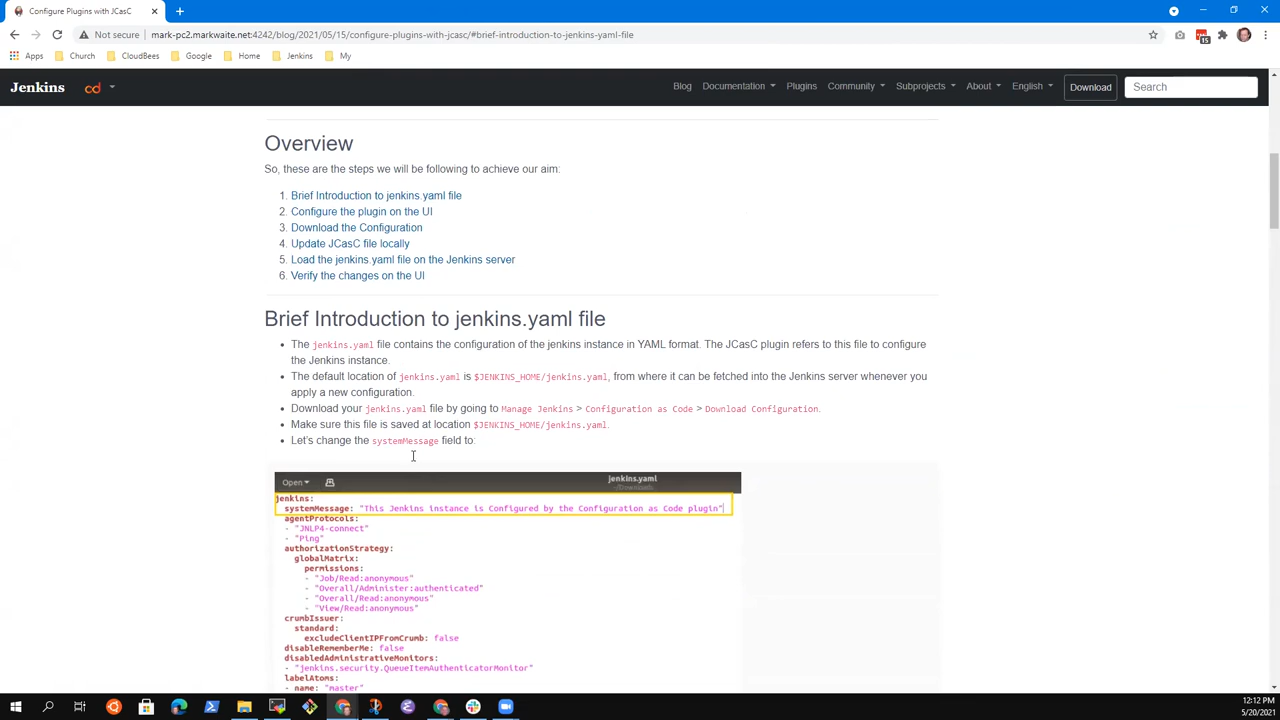 Configure Plugins with JCasC
Not secure
mark-pc2.markwaite.net:4242/blog/2021/05/15/configure-plugins-with-jcasc/#brief-introduction-to-jenkins-yaml-file
15
Apps
Church
CloudBees
Google
Home
Jenkins
My
Jenkins
cd
Blog
Documentation
Plugins
Community
Subprojects
About
English
Download
Search
Overview
So, these are the steps we will be following to achieve our aim:
1. Brief Introduction to jenkins.yaml file
2. Configure the plugin on the UI
3. Download the Configuration
4. Update JCasC file locally
5. Load the jenkins.yaml file on the Jenkins server
6. Verify the changes on the UI
Brief Introduction to jenkins.yaml file
• The jenkins.yaml file contains the configuration of the jenkins instance in YAML format. The JCasC plugin refers to this file to configure
the Jenkins instance.
• The default location of jenkins.yaml is $JENKINS_HOME/jenkins.yaml, from where it can be fetched into the Jenkins server whenever you
apply a new configuration.
• Download your jenkins.yaml file by going to Manage Jenkins > Configuration as Code > Download Configuration.
• Make sure this file is saved at location $JENKINS_HOME/jenkins.yaml.
• Let's change the systemMessage field to:
Open
jenkins.yaml
~/Downloads
jenkins:
systemMessage: "This Jenkins instance is Configured by the Configuration as Code plugin"
agentProtocols:
- "JNLP4-connect"
- "Ping"
authorizationStrategy:
globalMatrix:
permissions:
- "Job/Read:anonymous"
- "Overall/Administer:authenticated"
- "Overall/Read:anonymous"
- "View/Read:anonymous"
crumbIssuer:
standard:
excludeClientIPFromCrumb: false
disableRememberMe: false
disabledAdministrativeMonitors:
- "jenkins.security.QueueItemAuthenticatorMonitor"
labelAtoms:
- name: "master"
12:12 PM
5/20/2021